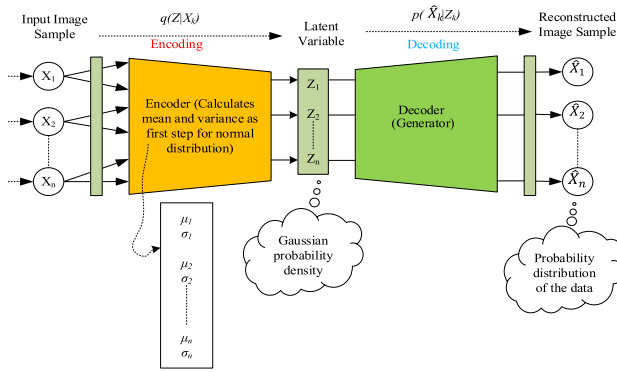 Input Image
Sample
q(Z|Xₖ)
Encoding
Latent
Variable
p( X̂ₖ|Zₖ)
Decoding
Reconstructed
Image Sample
X₁
X₂
Xₙ
Encoder (Calculates
mean and variance as
first step for normal
distribution)
Z₁
Z₂
Zₙ
Decoder
(Generator)
X̂₁
X̂₂
X̂ₙ
μ₁
σ₁
μ₂
σ₂
μₙ
σₙ
Gaussian
probability
density
Probability
distribution
of the data